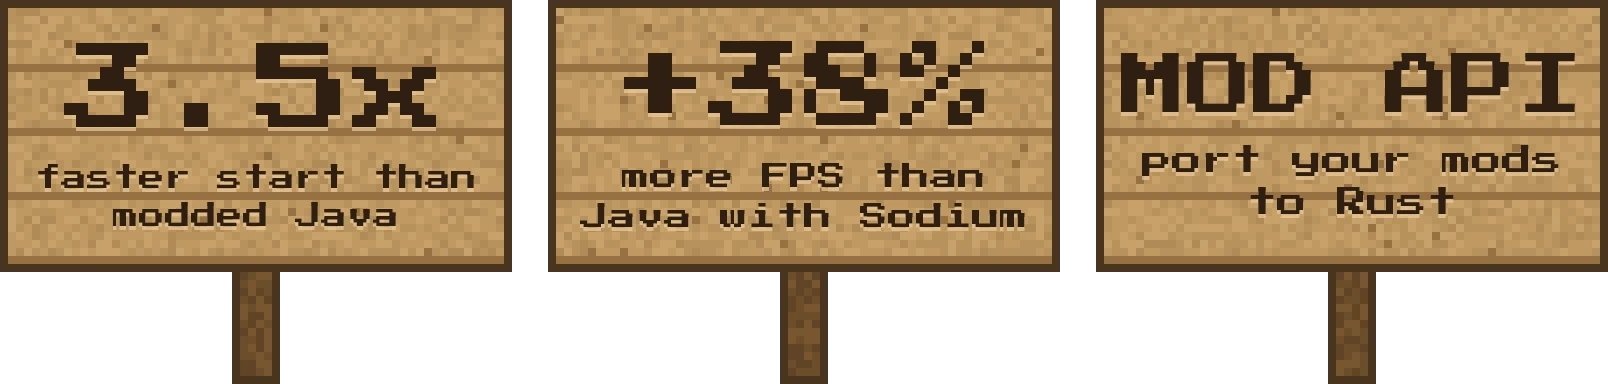 3.5x
faster start than
modded Java
+38%
more FPS than
Java with Sodium
MOD API
port your mods
to Rust